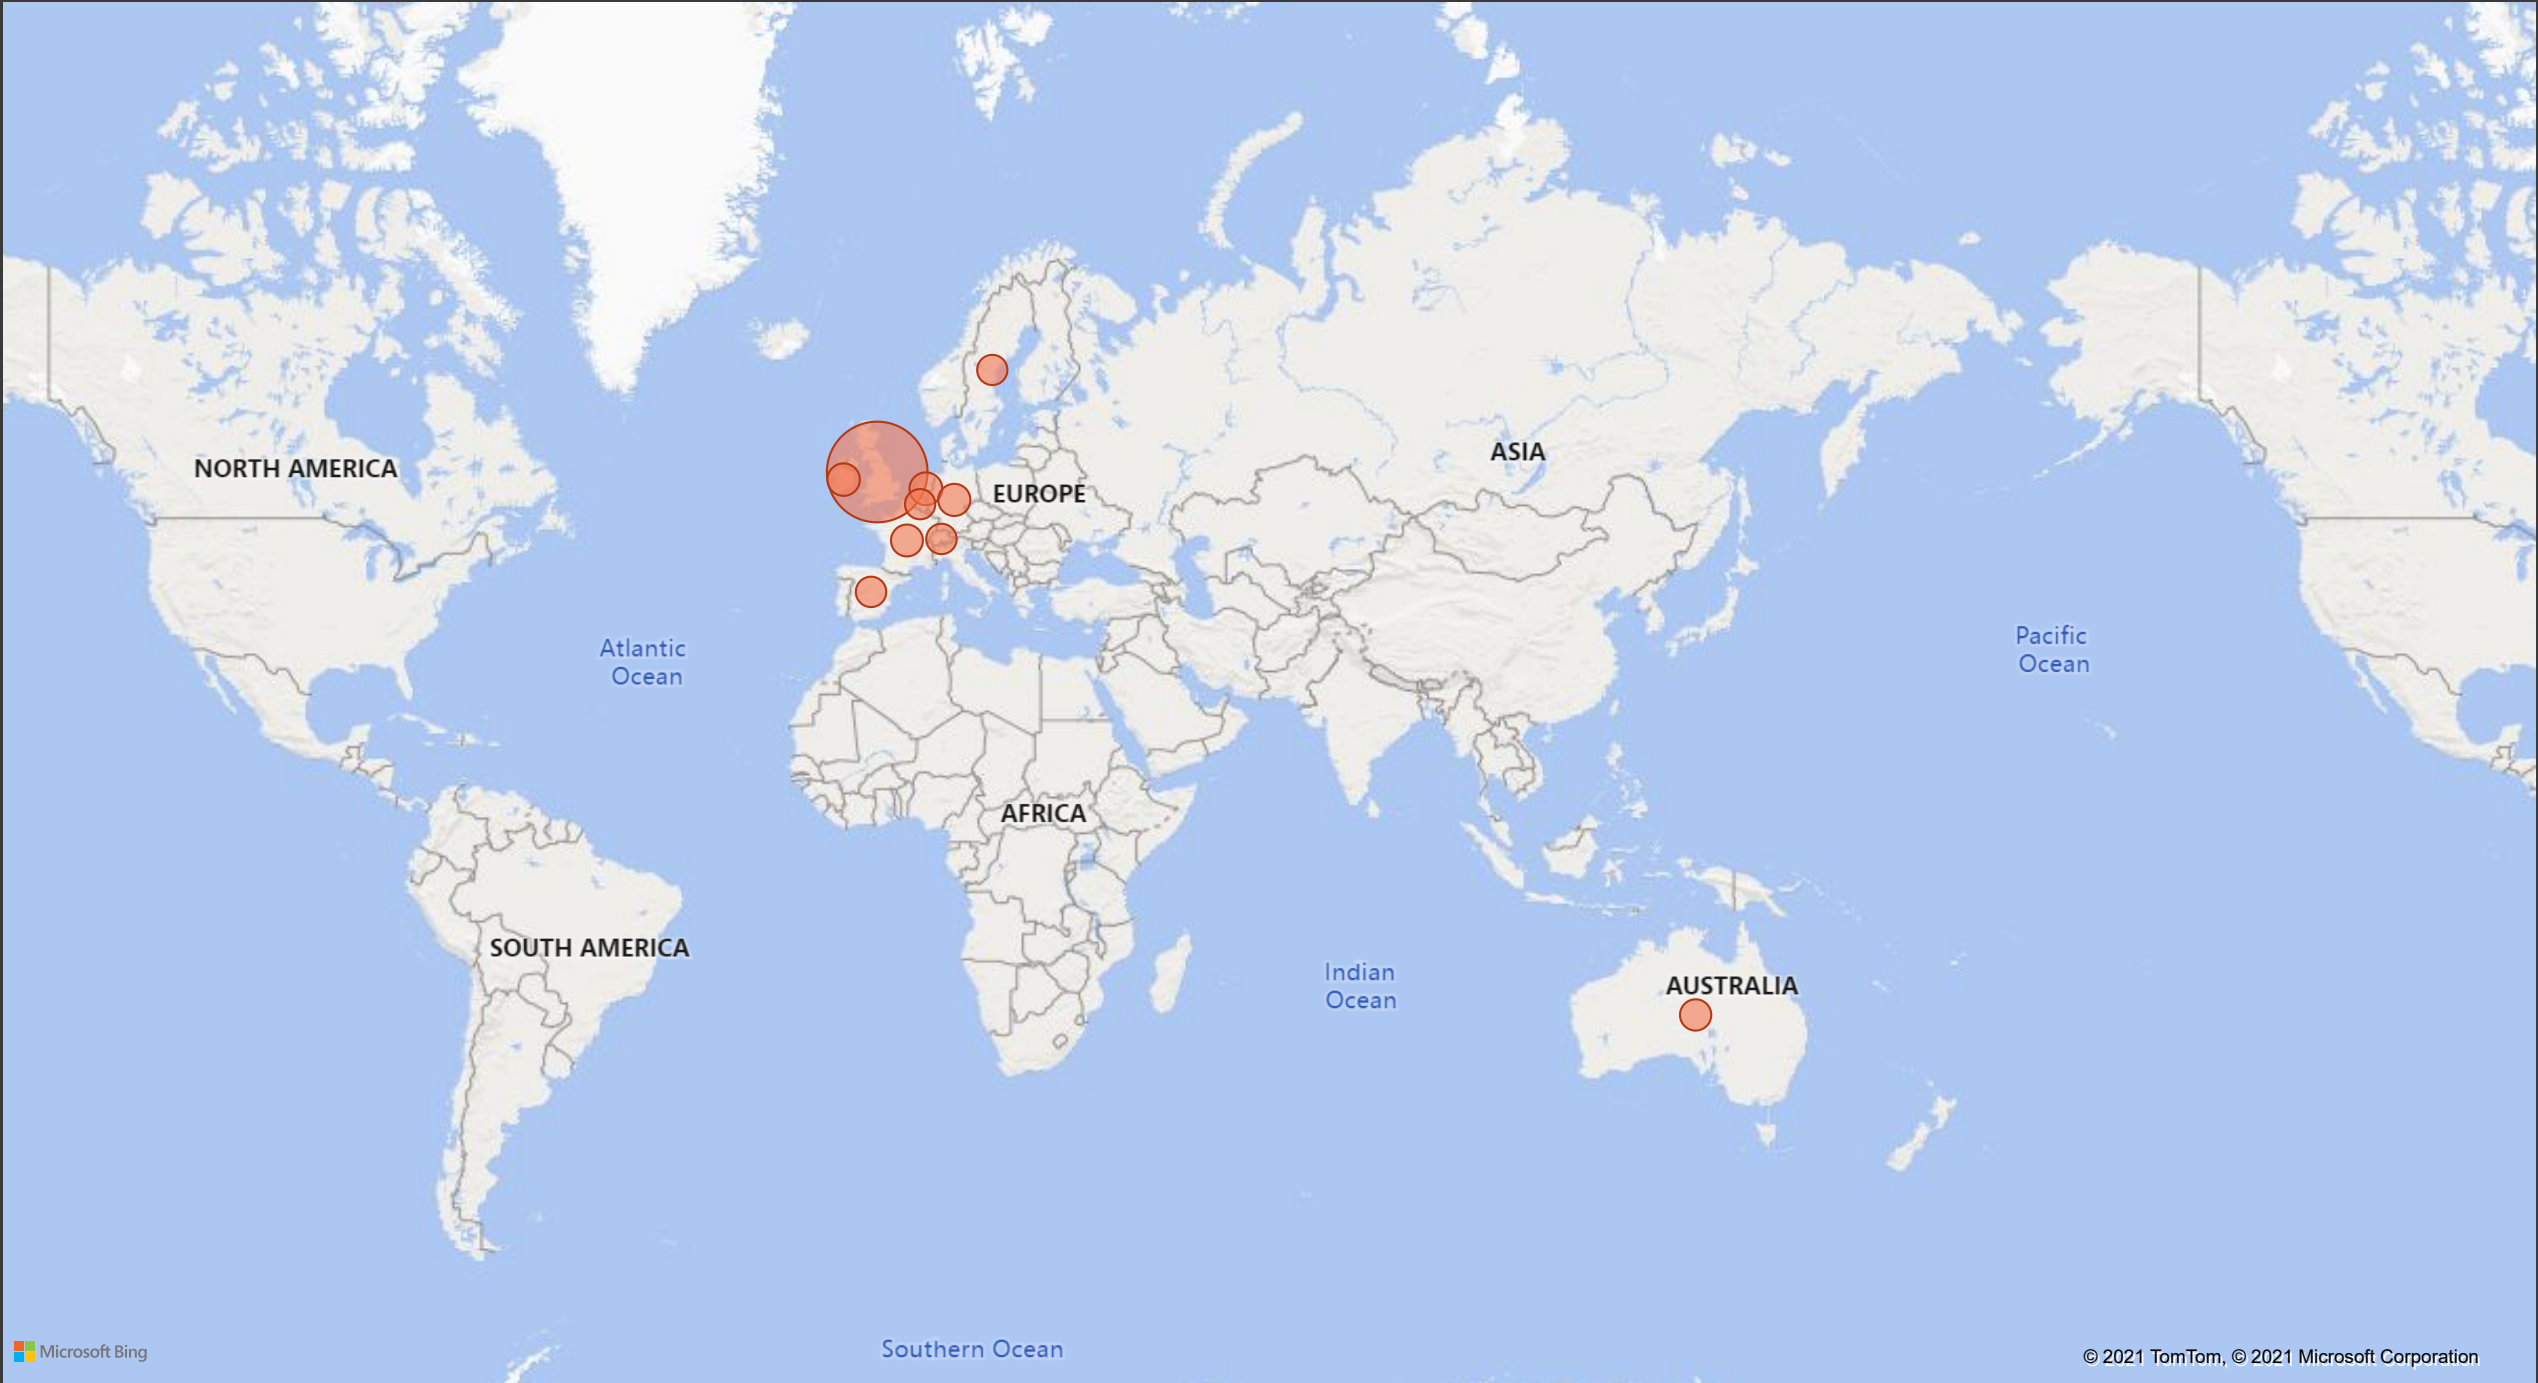 ASIA
NORTH AMERICA
EUROPE
Atlantic
Ocean
Pacific
Ocean
AFRICA
SOUTH AMERICA
Indian
Ocean
AUSTRALIA
Southern Ocean
Microsoft Bing
© 2021 TomTom, © 2021 Microsoft Corporation